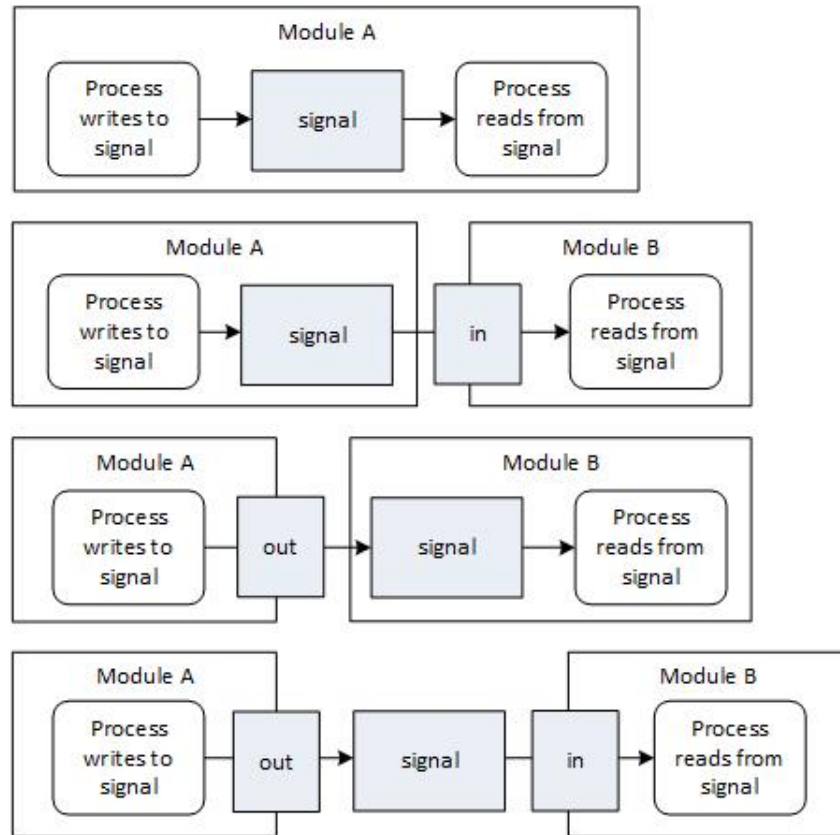 Module A
Process
writes to
signal
signal
Process
reads from
signal
Module A
Module B
Process
writes to
signal
signal
in
Process
reads from
signal
Module A
Module B
Process
writes to
signal
out
signal
Process
reads from
signal
Module A
Module B
Process
writes to
signal
out
signal
in
Process
reads from
signal